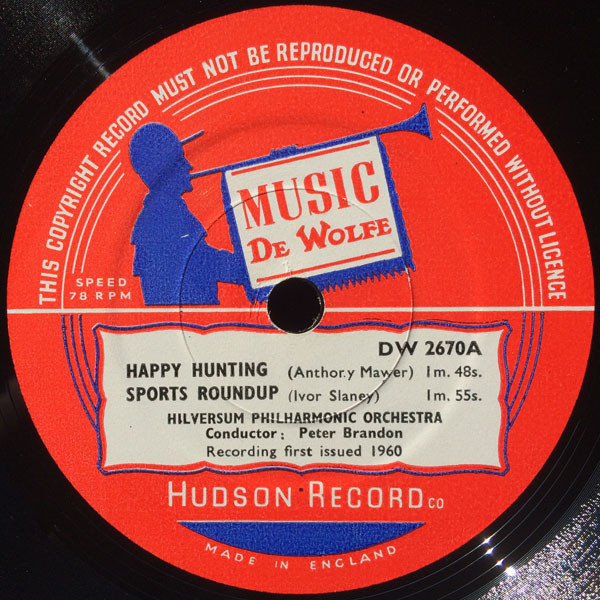 THIS COPYRIGHT RECORD MUST NOT BE REPRODUCED OR PERFORMED WITHOUT LICENCE
MUSIC
DE WOLFE
SPEED
78 RPM
DW 2670A
HAPPY HUNTING (Anthony Mawer) 1m. 48s.
SPORTS ROUNDUP (Ivor Slaney) 1m. 55s.
HILVERSUM PHILHARMONIC ORCHESTRA
Conductor: Peter Brandon
Recording first issued 1960
HUDSON RECORD CO
MADE IN ENGLAND